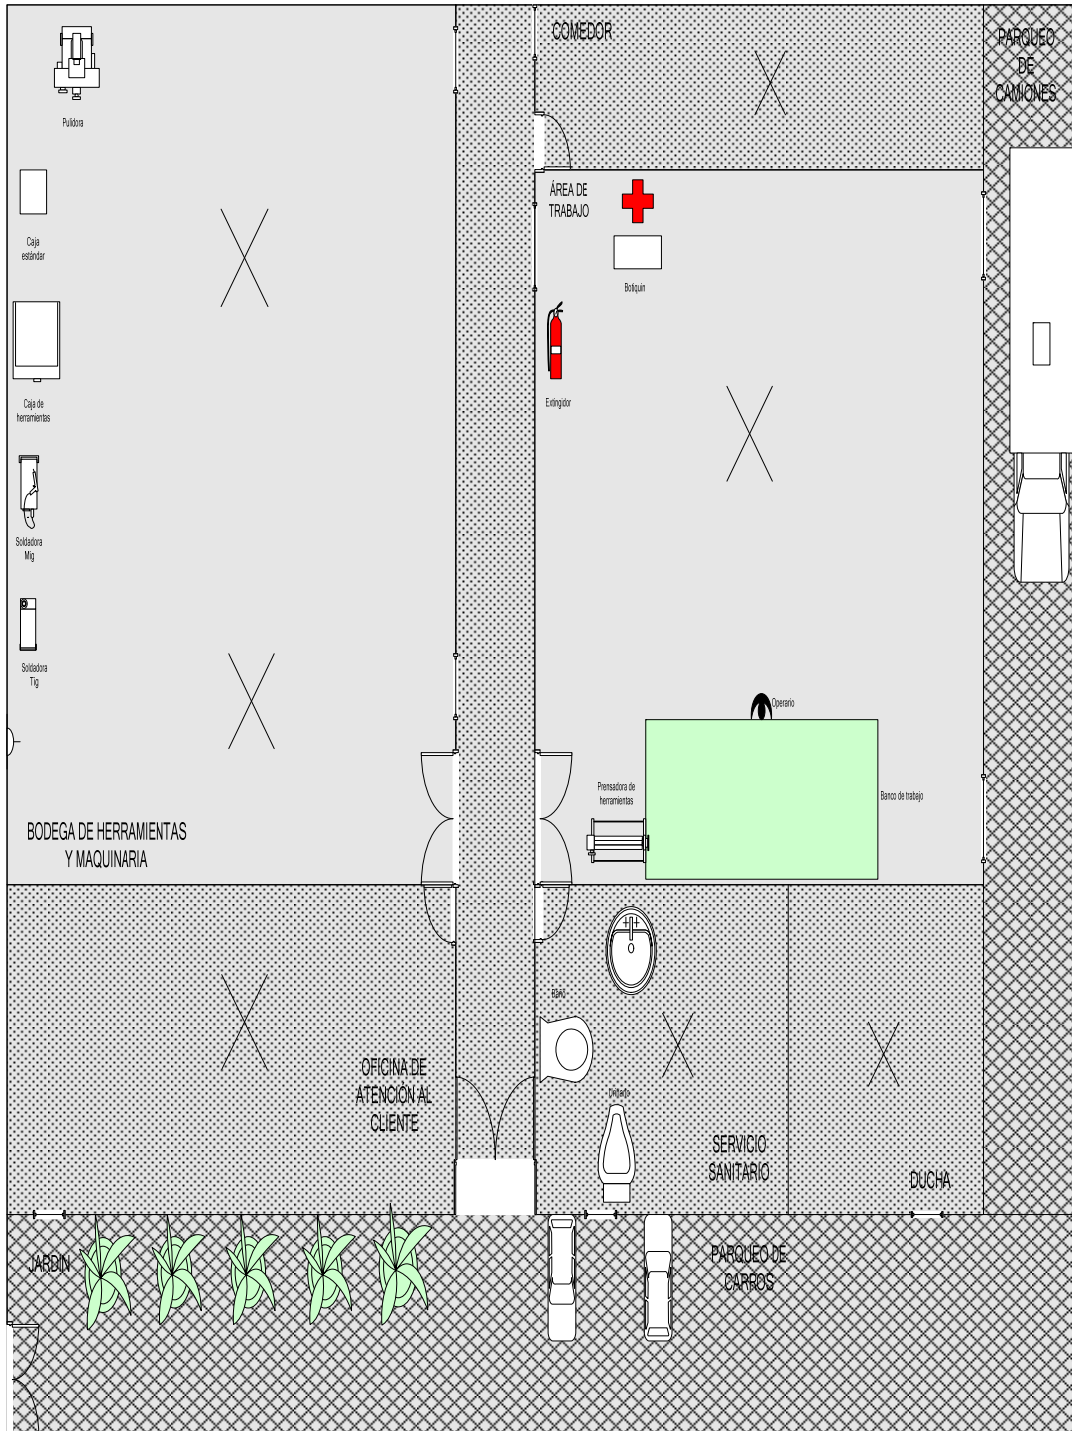 COMEDOR
PARQUEO
DE
CAMIONES
Pulidora
ÁREA DE
TRABAJO
Caja
estándar
Botiquin
Caja de
herramientas
Extingidor
Soldadora
Mig
Soldadora
Tig
Operario
Prensadora de
herramientas
Banco de trabajo
BODEGA DE HERRAMIENTAS
Y MAQUINARIA
Baño
OFICINA DE
ATENCIÓN AL
CLIENTE
Urinario
SERVICIO
SANITARIO
DUCHA
JARDIN
PARQUEO DE
CARROS